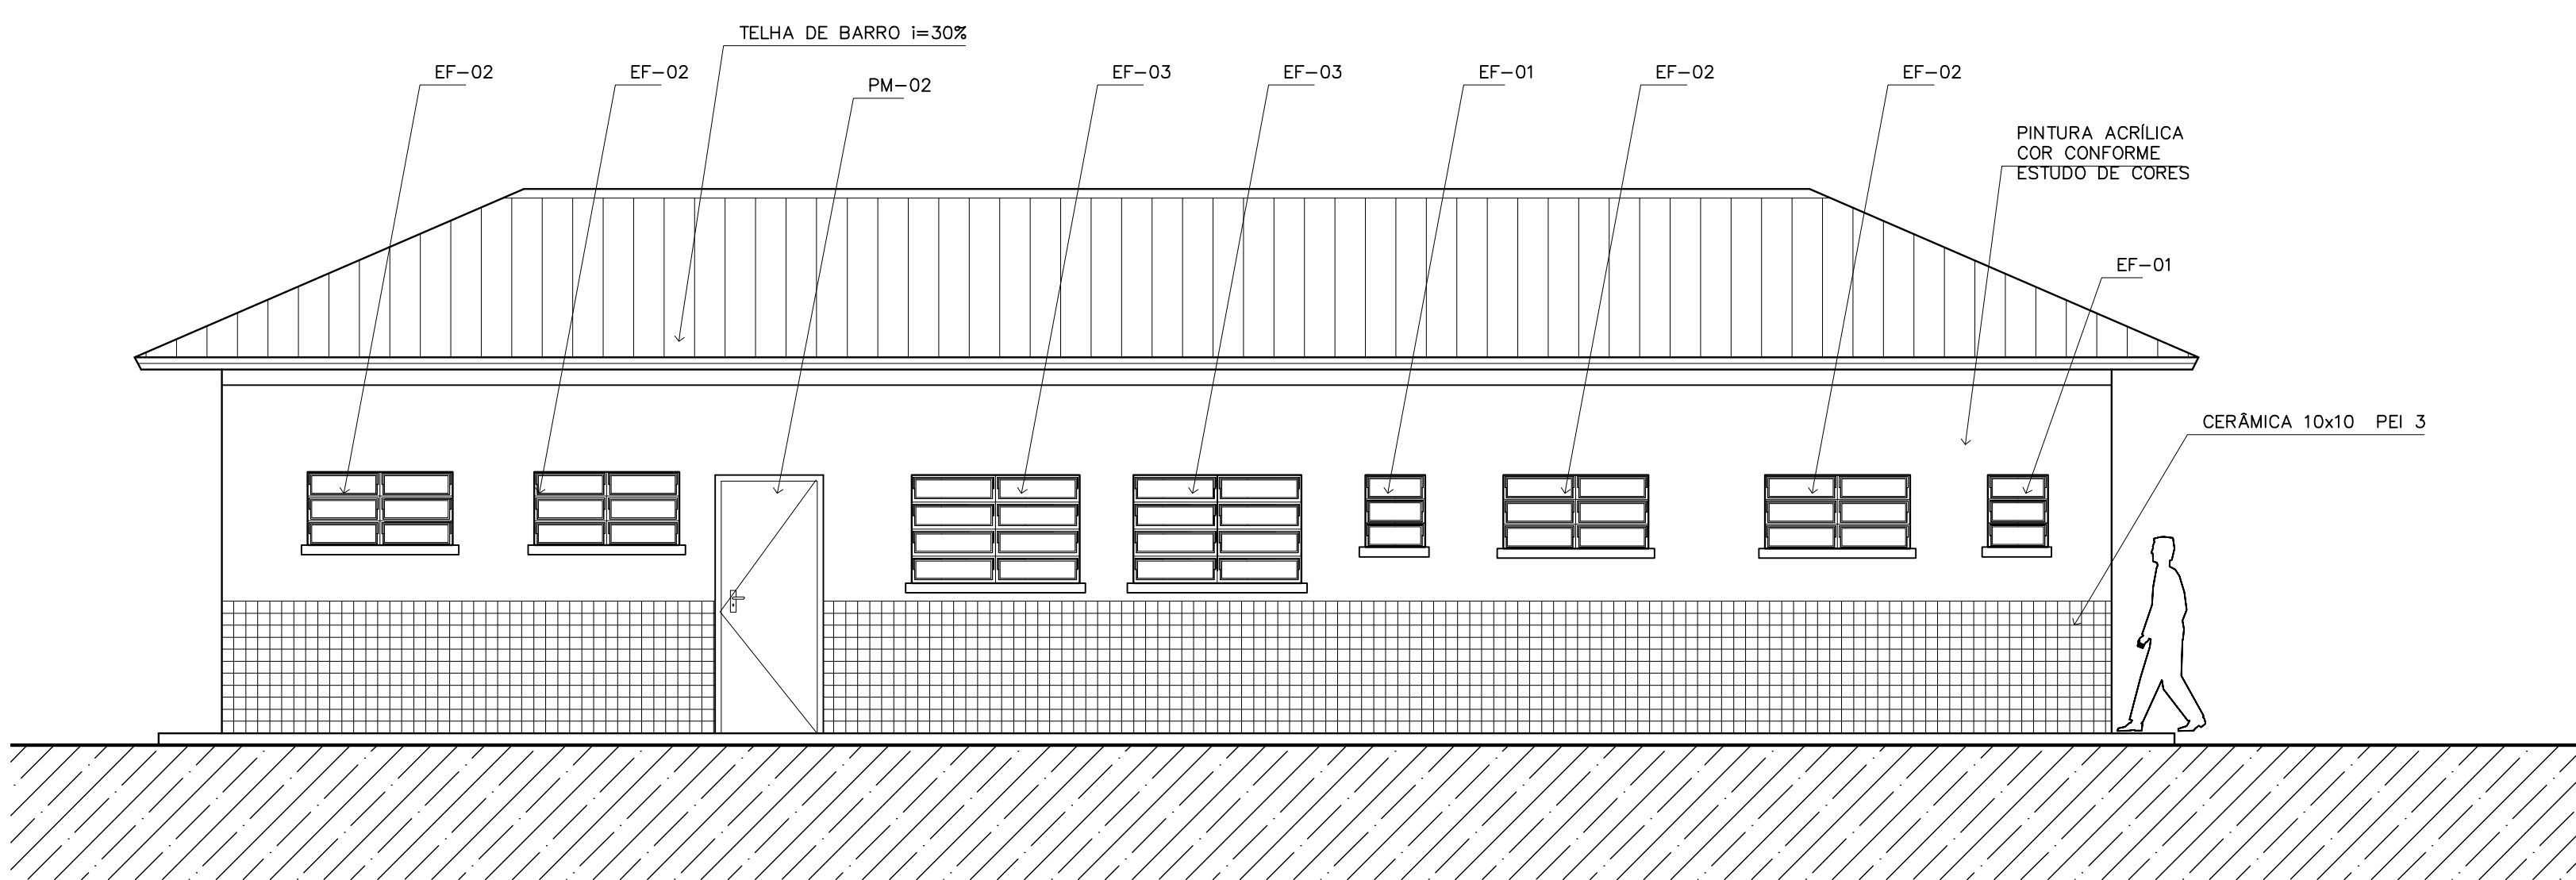 TELHA DE BARRO i=30%
EF-02
EF-02
PM-02
EF-03
EF-03
EF-01
EF-02
EF-02
PINTURA ACRÍLICA
COR CONFORME
ESTUDO DE CORES
EF-01
CERÂMICA 10x10 PEI 3